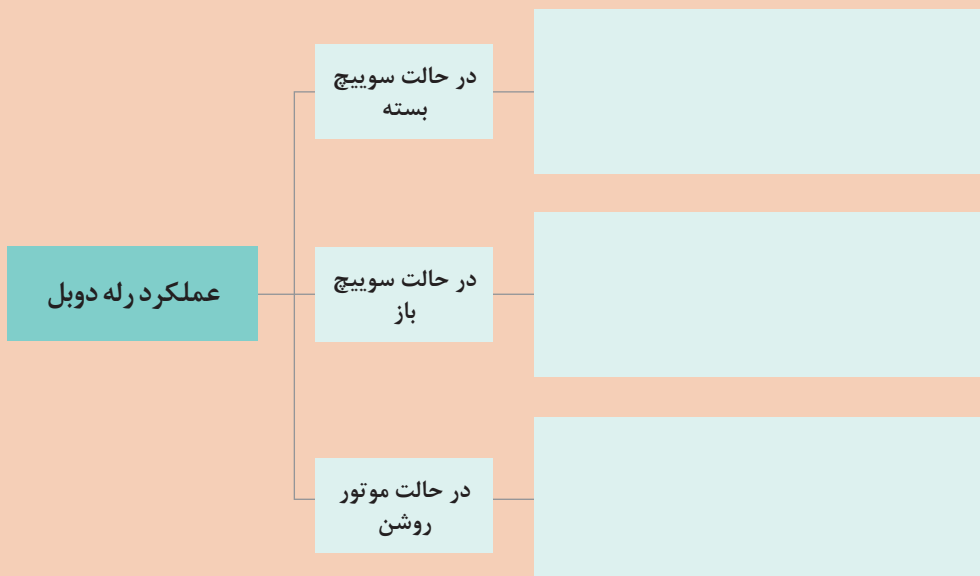 در حالت سوییچ
بسته
عملکرد رله دوبل
در حالت سوییچ
باز
در حالت موتور
روشن